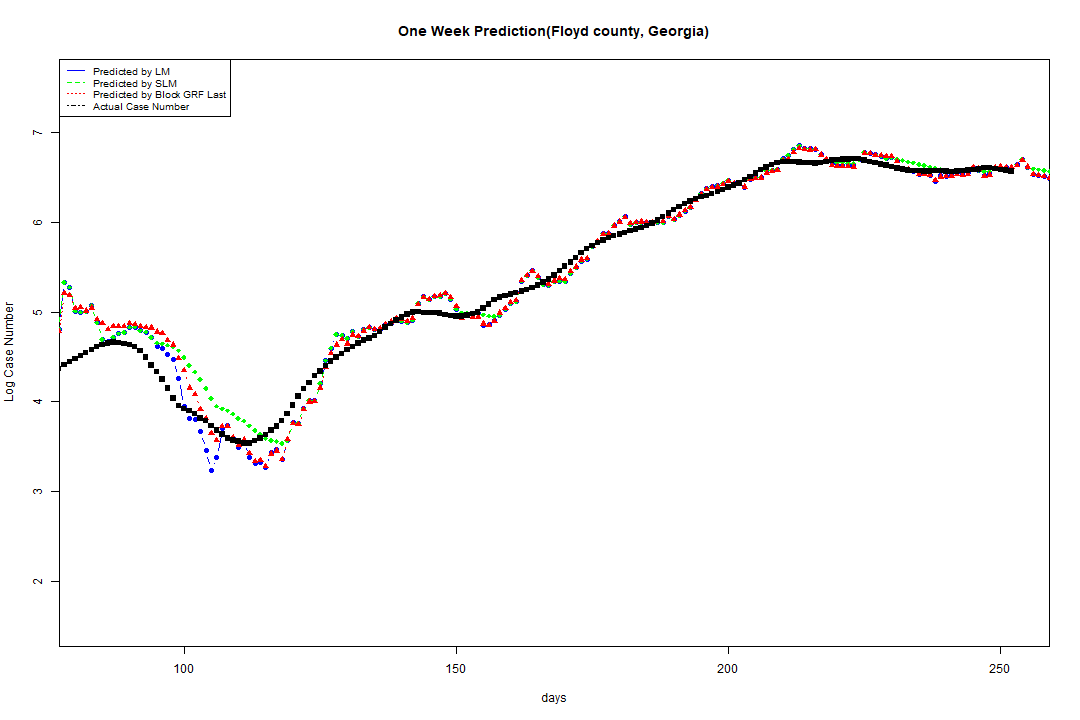 One Week Prediction(Floyd county, Georgia)
Predicted by LM
Predicted by SLM
Predicted by Block GRF Last
Actual Case Number
Log Case Number
7
6
5
4
3
2
100 150 200 250
days